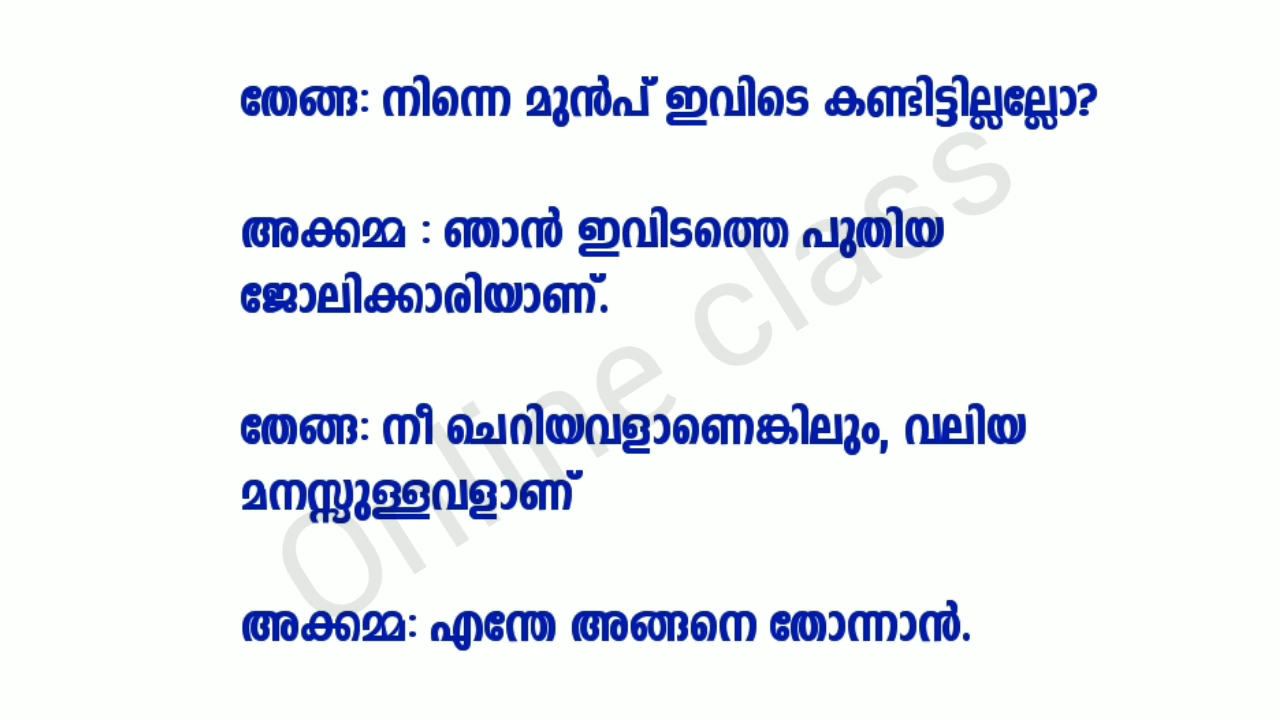 തേങ്ങ: നിന്നെ മുൻപ് ഇവിടെ കണ്ടിട്ടില്ലല്ലോ?
അക്കമ്മ : ഞാൻ ഇവിടത്തെ പുതിയ
ജോലിക്കാരിയാണ്.
തേങ്ങ: നീ ചെറിയവളാണെങ്കിലും, വലിയ
മനസ്സുള്ളവളാണ്
അക്കമ്മ: എന്തേ അങ്ങനെ തോന്നാൻ.
Online class